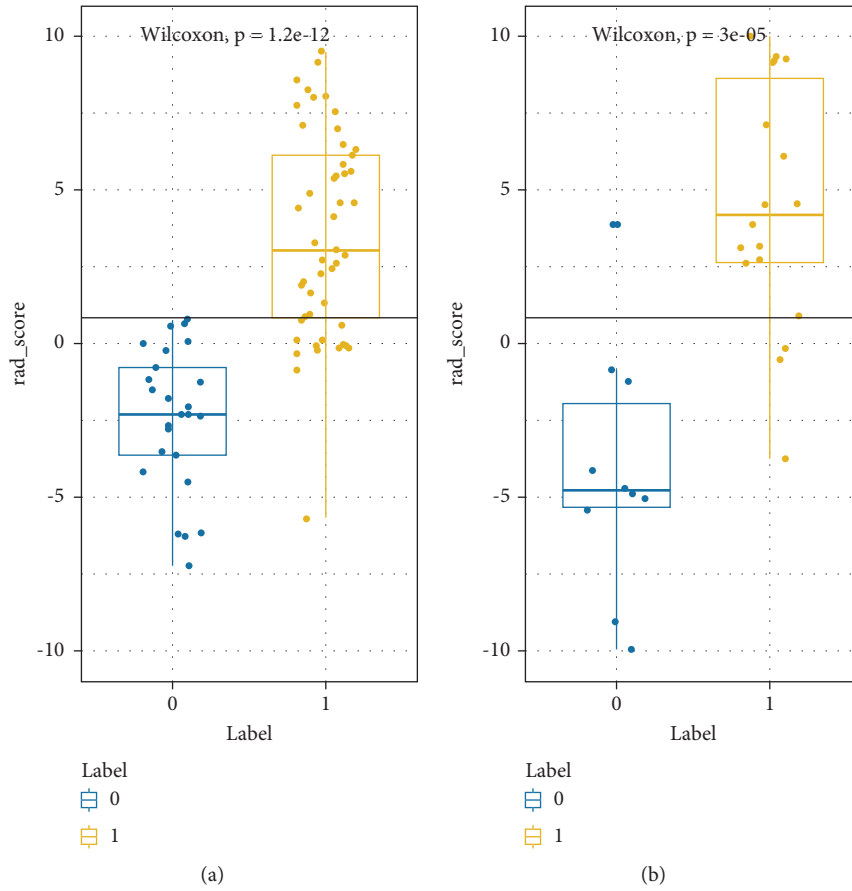 Wilcoxon, p = 1.2e-12
10
5
0
-5
-10
rad_score
0
1
Label
Label
0
1
(a)
Wilcoxon, p = 3e-05
10
5
0
-5
-10
rad_score
0
1
Label
Label
0
1
(b)